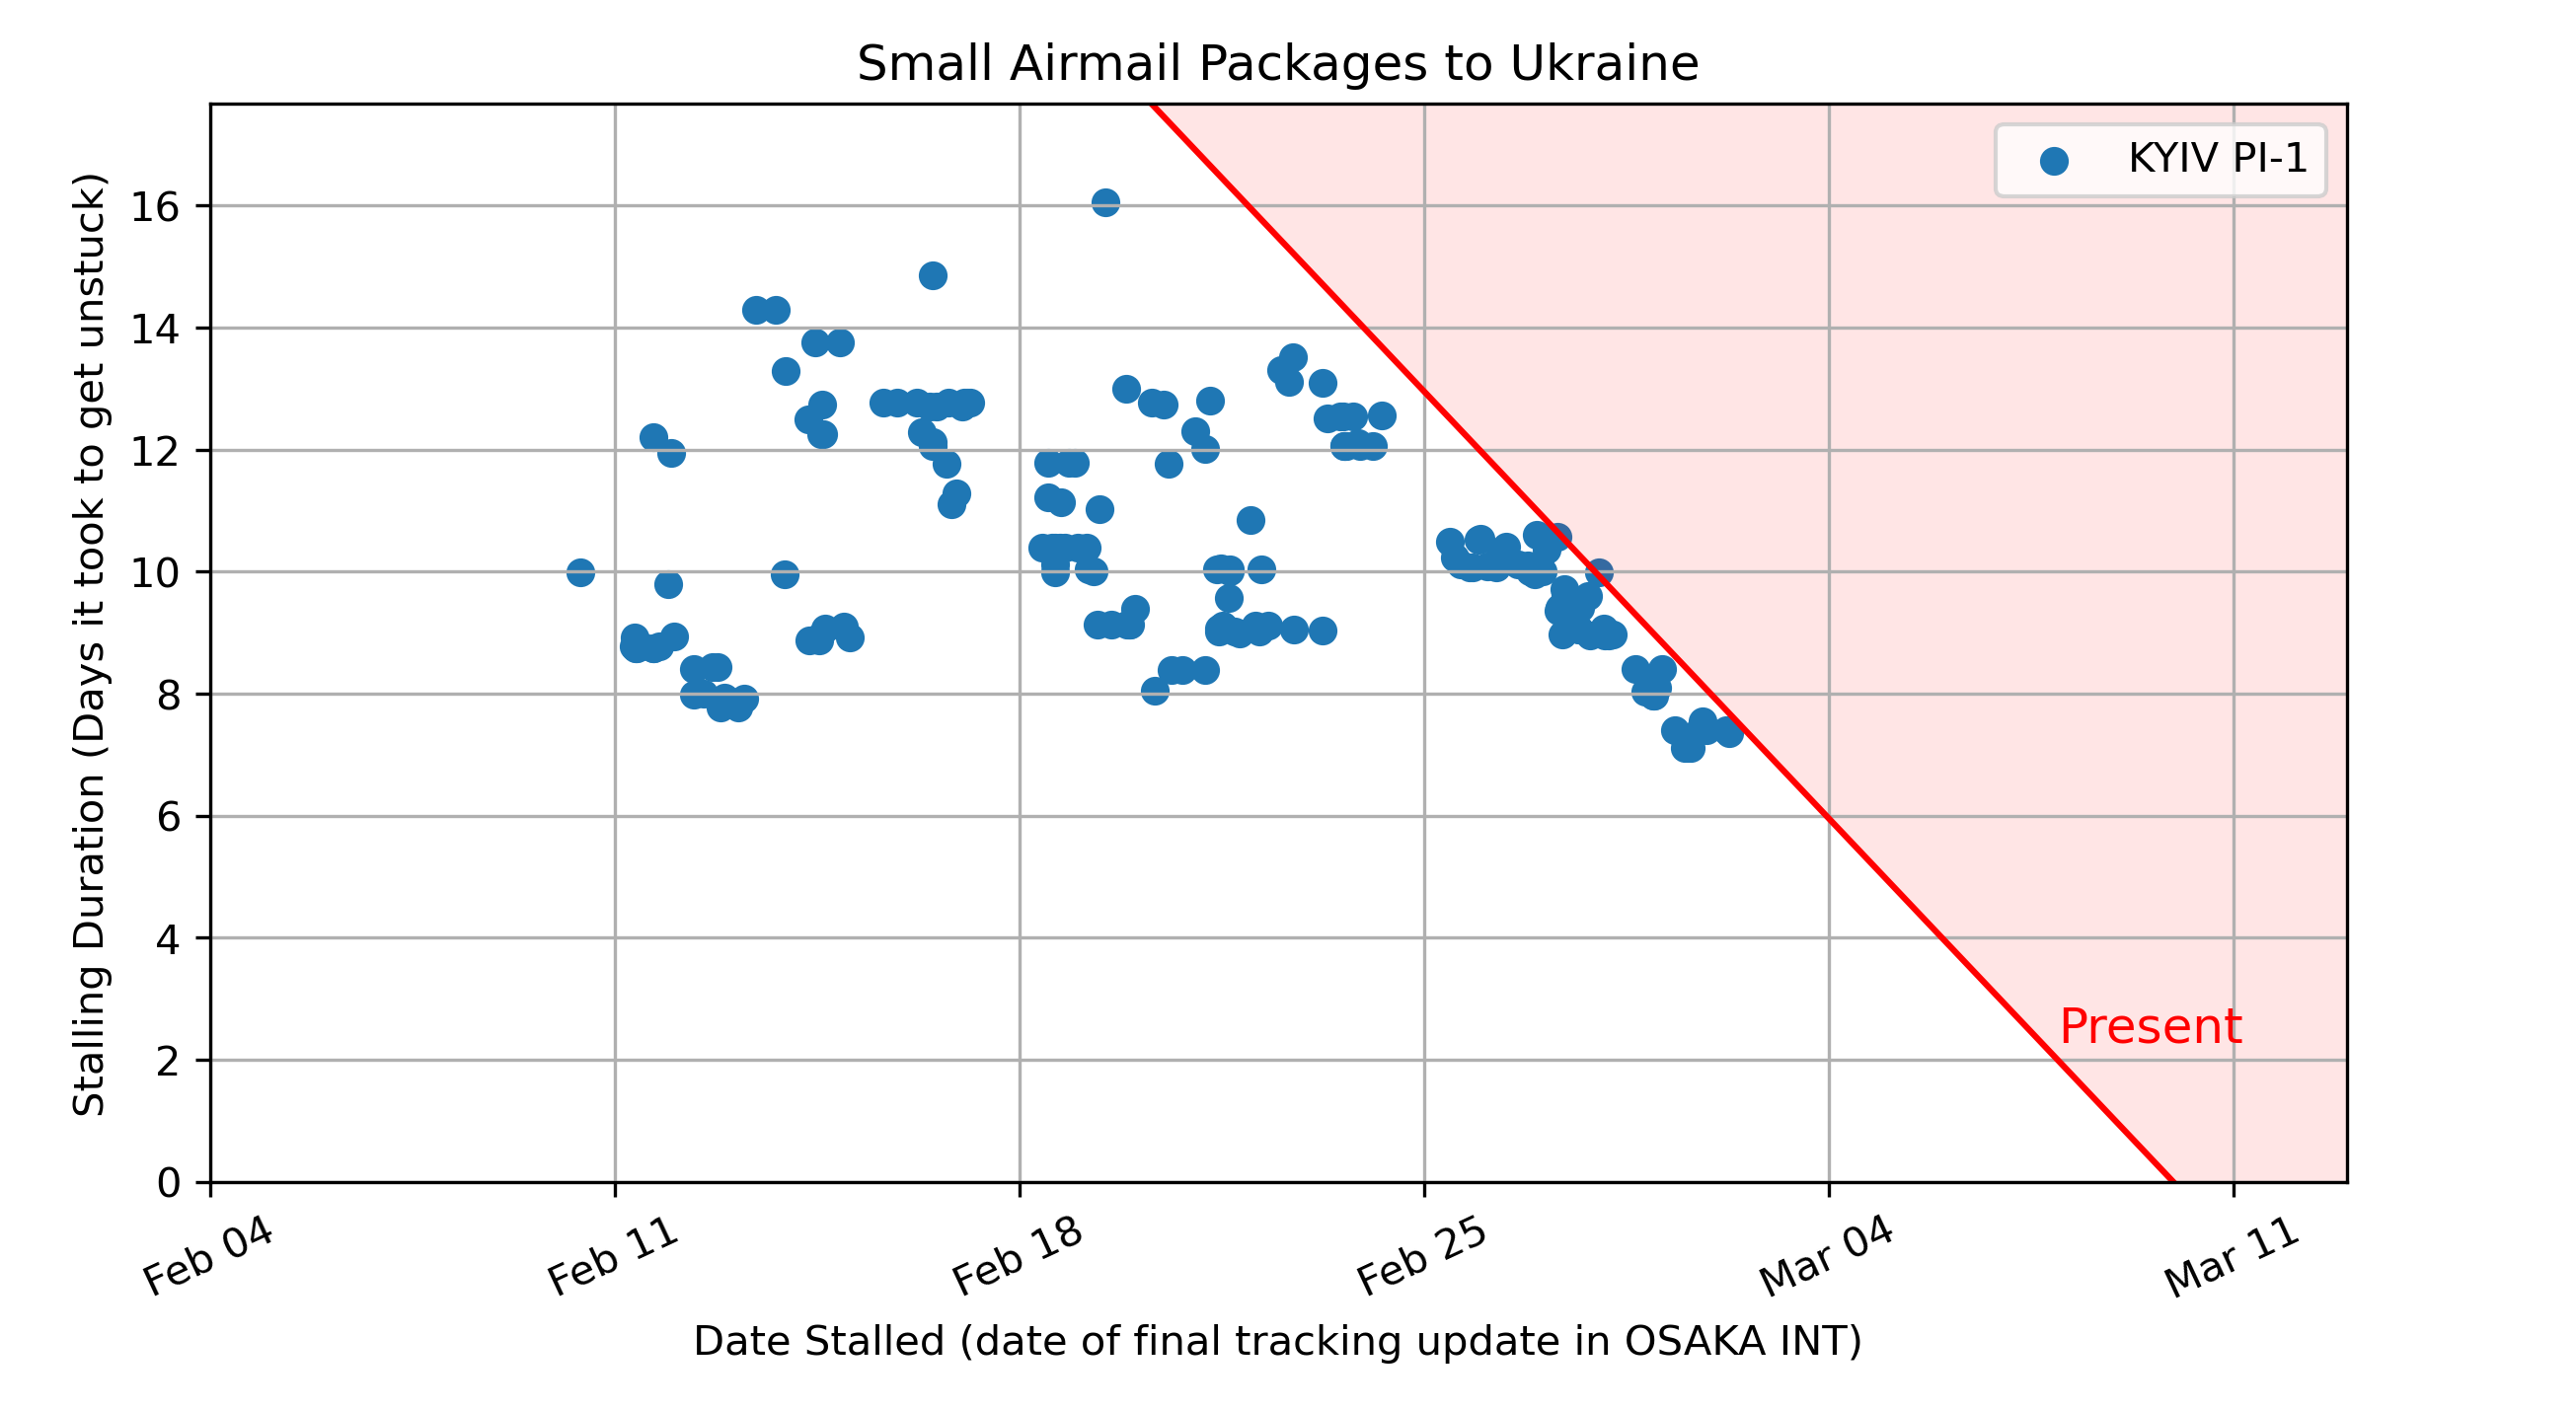 Small Airmail Packages to Ukraine
KYIV PI-1
Stalling Duration (Days it took to get unstuck)
16
14
12
10
8
6
4
2
0
Present
Feb 04
Feb 11
Feb 18
Feb 25
Mar 04
Mar 11
Date Stalled (date of final tracking update in OSAKA INT)